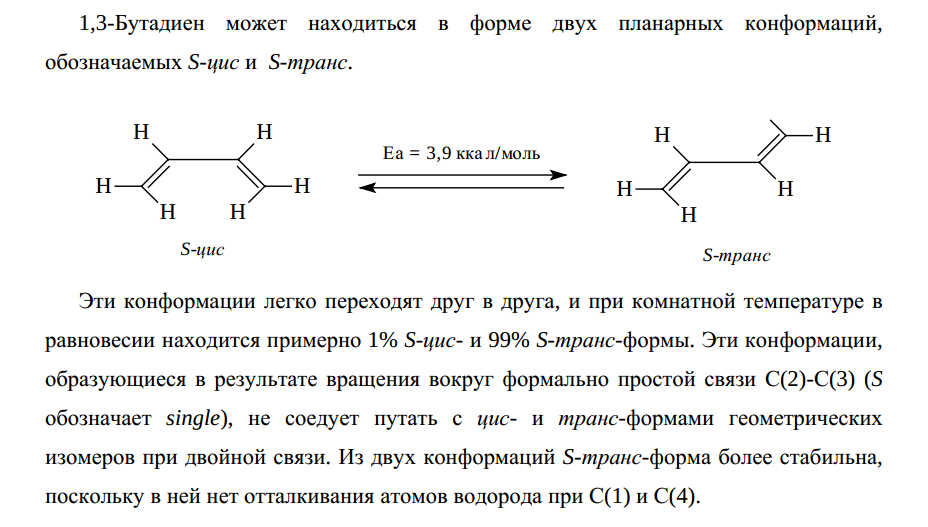 1,3-Бутадиен может находиться в форме двух планарных конформаций,
обозначаемых S-цис и S-транс.
H H H H
Ea = 3,9 ккал/моль
H H H H
H H H
S-цис S-транс
Эти конформации легко переходят друг в друга, и при комнатной температуре в
равновесии находится примерно 1% S-цис- и 99% S-транс-формы. Эти конформации,
образующиеся в результате вращения вокруг формально простой связи С(2)-С(3) (S
обозначает single), не соедует путать с цис- и транс-формами геометрических
изомеров при двойной связи. Из двух конформаций S-транс-форма более стабильна,
поскольку в ней нет отталкивания атомов водорода при С(1) и С(4).